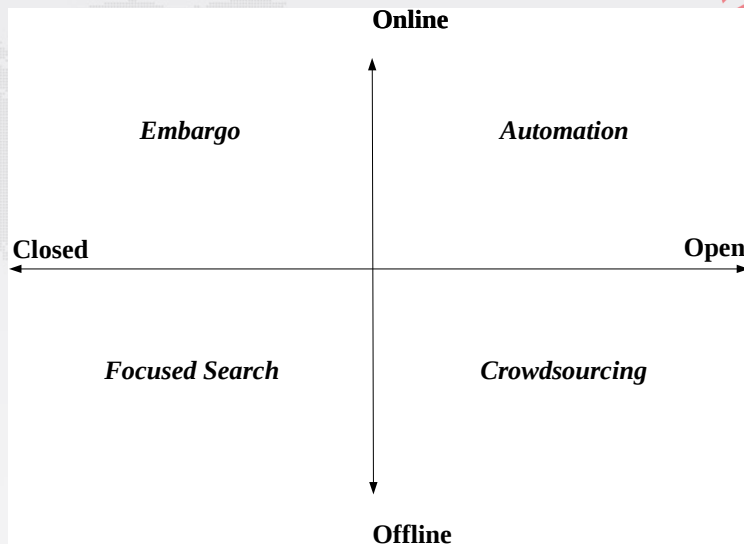 Online
Embargo
Automation
Closed
Open
Focused Search
Crowdsourcing
Offline